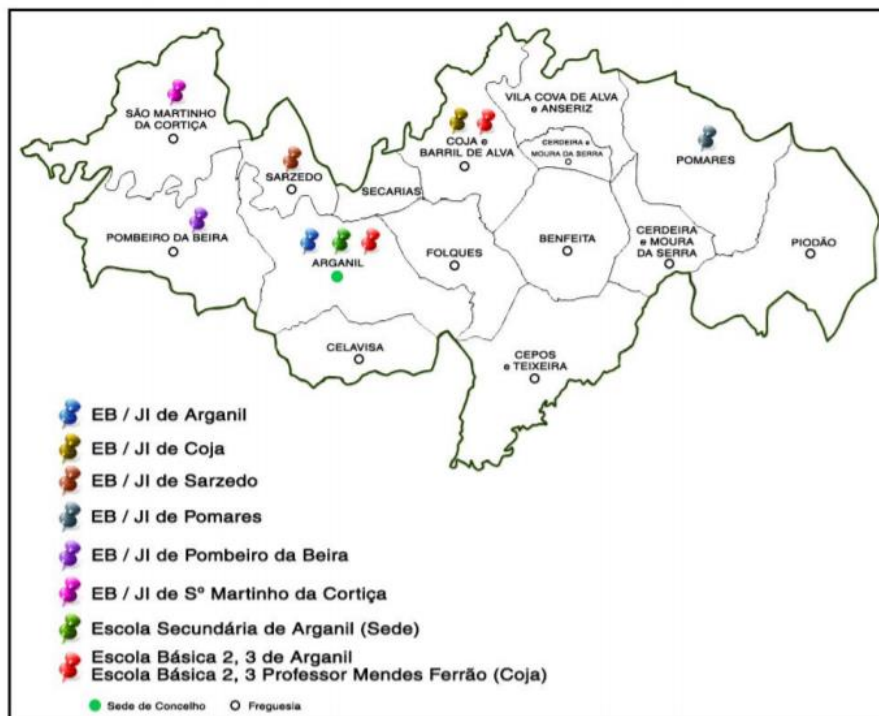 SÃO MARTINHO
DA CORTIÇA
SARZEDO
POMBEIRO DA BEIRA
ARGANIL
SECARIAS
COJA e
BARRIL DE ALVA
VILA COVA DE ALVA
e ANSERIZ
CERDEIRA e
MOURA DA SERRA
POMARES
FOLQUES
BENFEITA
CERDEIRA
e MOURA
DA SERRA
PIODÃO
CELAVISA
CEPOS
e TEIXEIRA
EB / JI de Arganil
EB / JI de Coja
EB / JI de Sarzedo
EB / JI de Pomares
EB / JI de Pombeiro da Beira
EB / JI de Sº Martinho da Cortiça
Escola Secundária de Arganil (Sede)
Escola Básica 2, 3 de Arganil
Escola Básica 2, 3 Professor Mendes Ferrão (Coja)
Sede de Concelho
Freguesia